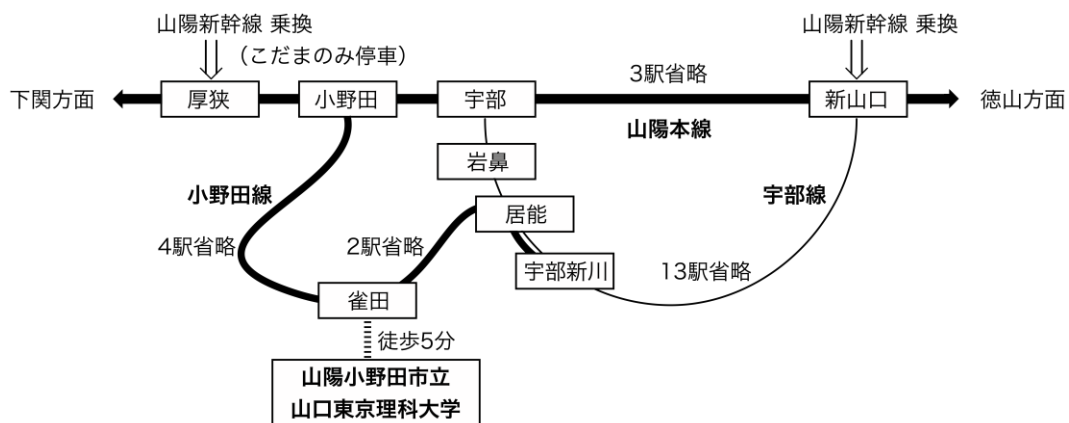 山陽新幹線 乗換
(こだまのみ停車)
山陽新幹線 乗換
下関方面
厚狭
小野田
宇部
3駅省略
新山口
徳山方面
山陽本線
岩鼻
小野田線
宇部線
居能
4駅省略
2駅省略
宇部新川
13駅省略
雀田
徒歩5分
山陽小野田市立
山口東京理科大学